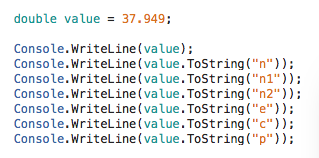 double value = 37.949;
Console.WriteLine(value);
Console.WriteLine(value.ToString("n"));
Console.WriteLine(value.ToString("n1"));
Console.WriteLine(value.ToString("n2"));
Console.WriteLine(value.ToString("e"));
Console.WriteLine(value.ToString("c"));
Console.WriteLine(value.ToString("p"));